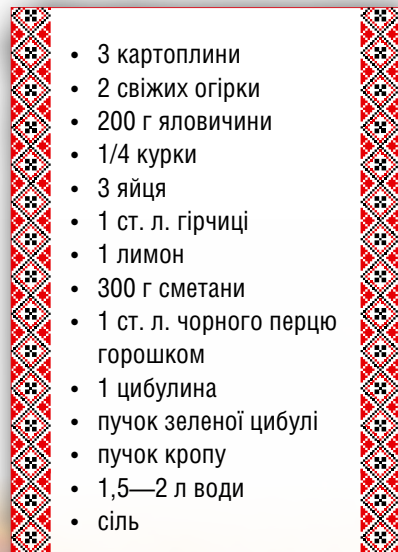 • 3 картоплини
• 2 свіжих огірки
• 200 г яловичини
• 1/4 курки
• 3 яйця
• 1 ст. л. гірчиці
• 1 лимон
• 300 г сметани
• 1 ст. л. чорного перцю
горошком
• 1 цибулина
• пучок зеленої цибулі
• пучок кропу
• 1,5—2 л води
• сіль